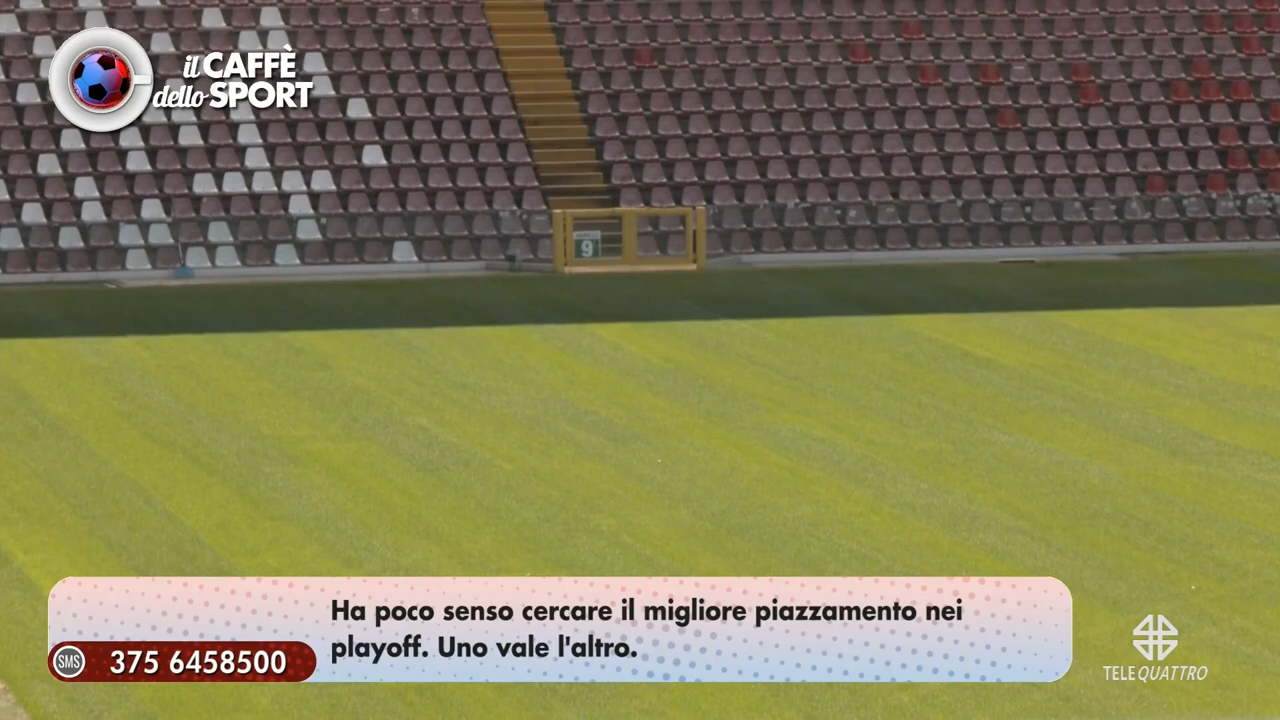 il CAFFÈ
dello SPORT
9
Ha poco senso cercare il migliore piazzamento nei
playoff. Uno vale l'altro.
SMS 375 6458500
TELEQUATTRO